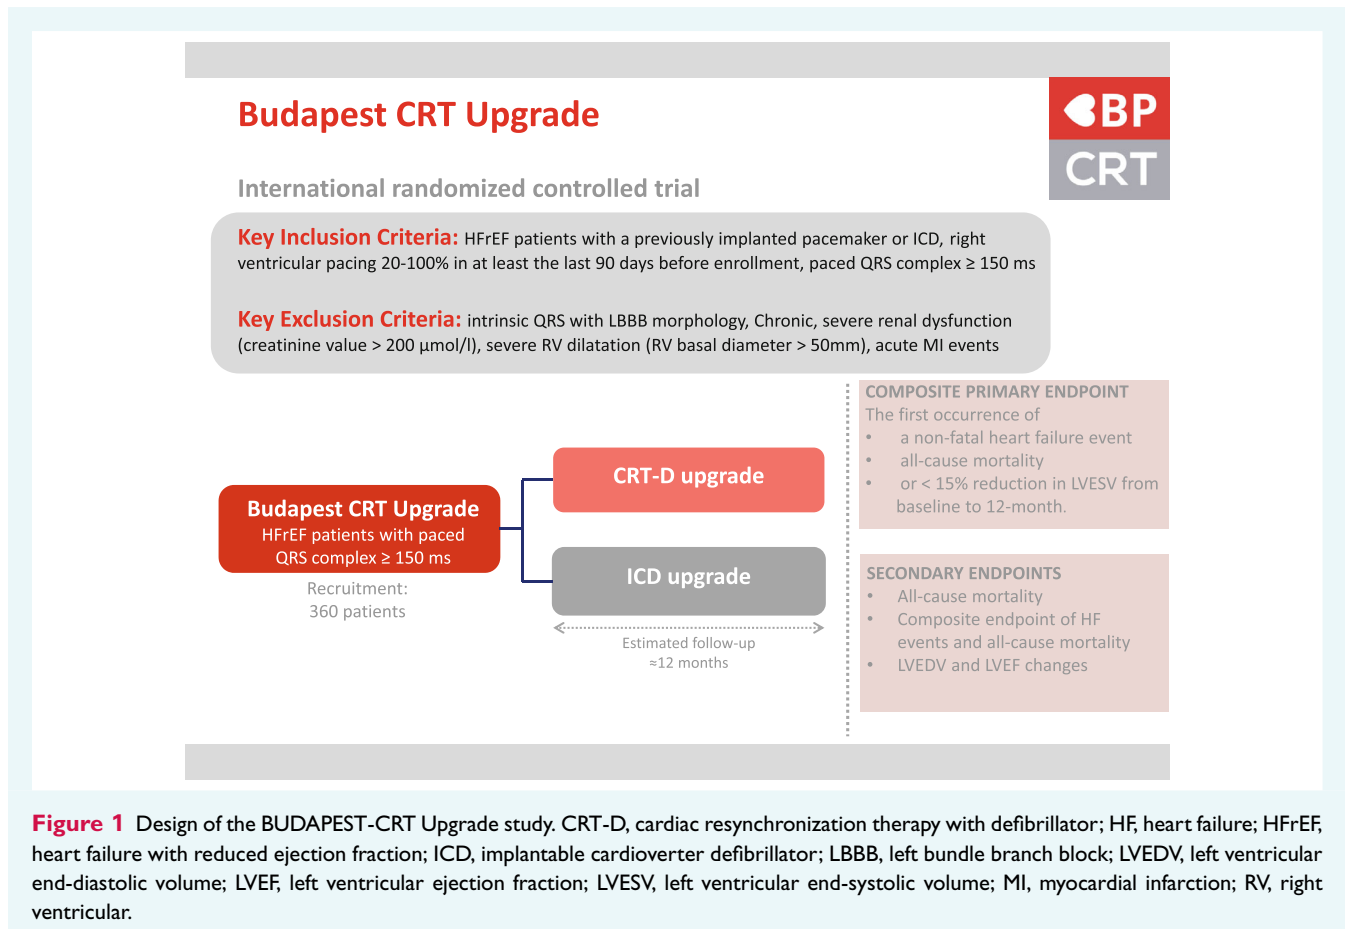 Budapest CRT Upgrade
BP
CRT
International randomized controlled trial
Key Inclusion Criteria: HFrEF patients with a previously implanted pacemaker or ICD, right
ventricular pacing 20-100% in at least the last 90 days before enrollment, paced QRS complex ≥ 150 ms
Key Exclusion Criteria: intrinsic QRS with LBBB morphology, Chronic, severe renal dysfunction
(creatinine value > 200 μmol/l), severe RV dilatation (RV basal diameter > 50mm), acute MI events
Budapest CRT Upgrade
HFrEF patients with paced
QRS complex ≥ 150 ms
Recruitment:
360 patients
CRT-D upgrade
ICD upgrade
Estimated follow-up
≈12 months
COMPOSITE PRIMARY ENDPOINT
The first occurrence of
• a non-fatal heart failure event
• all-cause mortality
• or < 15% reduction in LVESV from
baseline to 12-month.
SECONDARY ENDPOINTS
• All-cause mortality
• Composite endpoint of HF
events and all-cause mortality
• LVEDV and LVEF changes
Figure 1 Design of the BUDAPEST-CRT Upgrade study. CRT-D, cardiac resynchronization therapy with defibrillator; HF, heart failure; HFrEF,
heart failure with reduced ejection fraction; ICD, implantable cardioverter defibrillator; LBBB, left bundle branch block; LVEDV, left ventricular
end-diastolic volume; LVEF, left ventricular ejection fraction; LVESV, left ventricular end-systolic volume; MI, myocardial infarction; RV, right
ventricular.